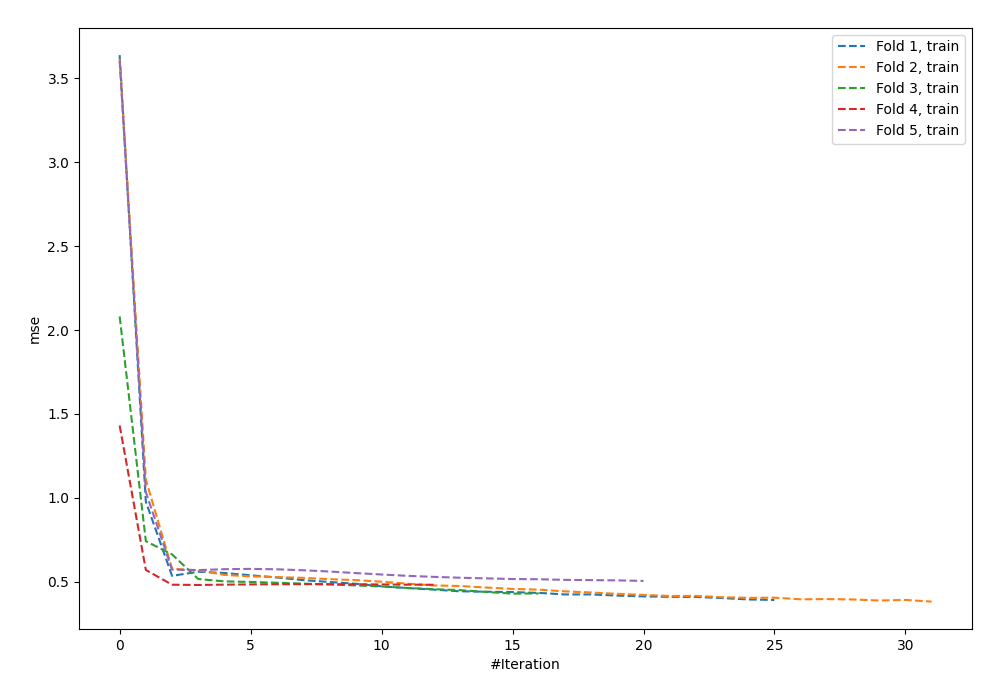 3.5
3.0
2.5
2.0
1.5
1.0
0.5
mse
0
5
10
15
20
25
30
#Iteration
Fold 1, train
Fold 2, train
Fold 3, train
Fold 4, train
Fold 5, train